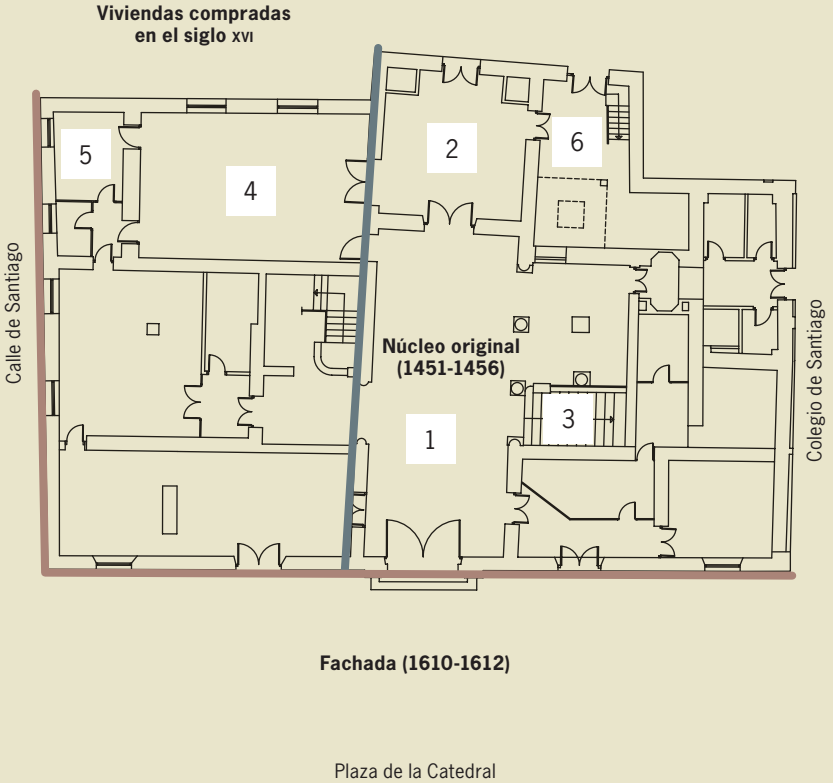 Viviendas compradas
en el siglo XVI
5
4
2
6
Calle de Santiago
Núcleo original
(1451-1456)
3
1
Colegio de Santiago
Fachada (1610-1612)
Plaza de la Catedral